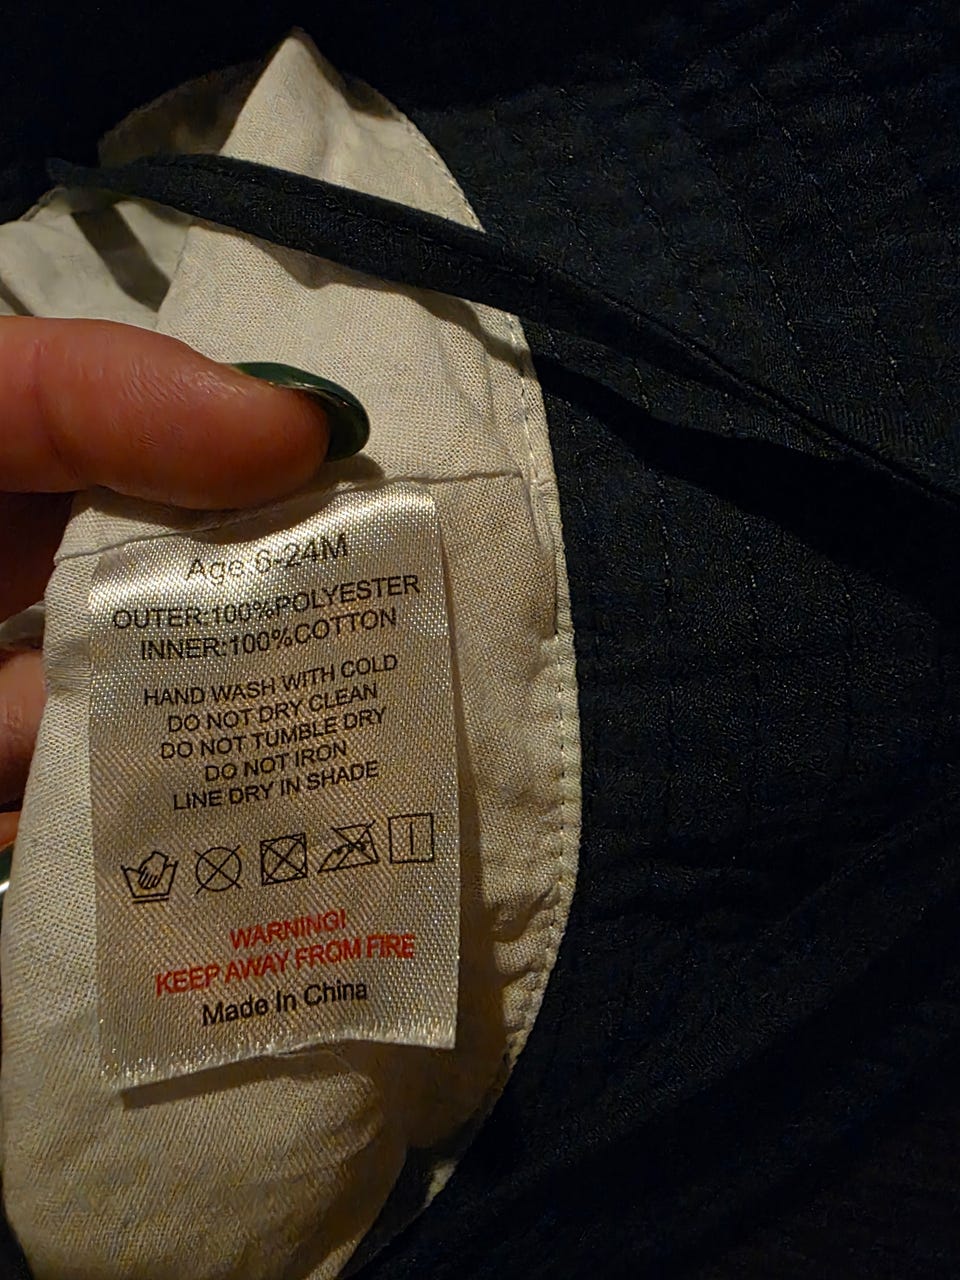 Age 6-24M
OUTER:100%POLYESTER
INNER:100%COTTON
HAND WASH WITH COLD
DO NOT DRY CLEAN
DO NOT TUMBLE DRY
DO NOT IRON
LINE DRY IN SHADE
WARNING!
KEEP AWAY FROM FIRE
Made In China